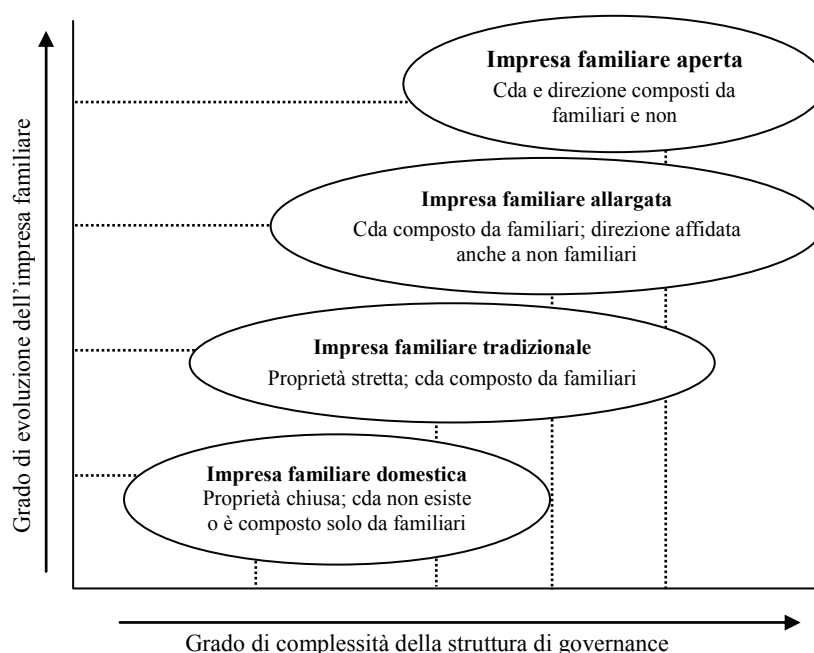 Impresa familiare aperta
Cda e direzione composti da
familiari e non
Impresa familiare allargata
Cda composto da familiari; direzione affidata
anche a non familiari
Impresa familiare tradizionale
Proprietà stretta; cda composto da familiari
Impresa familiare domestica
Proprietà chiusa; cda non esiste
o è composto solo da familiari
Grado di evoluzione dell’impresa familiare
Grado di complessità della struttura di governance